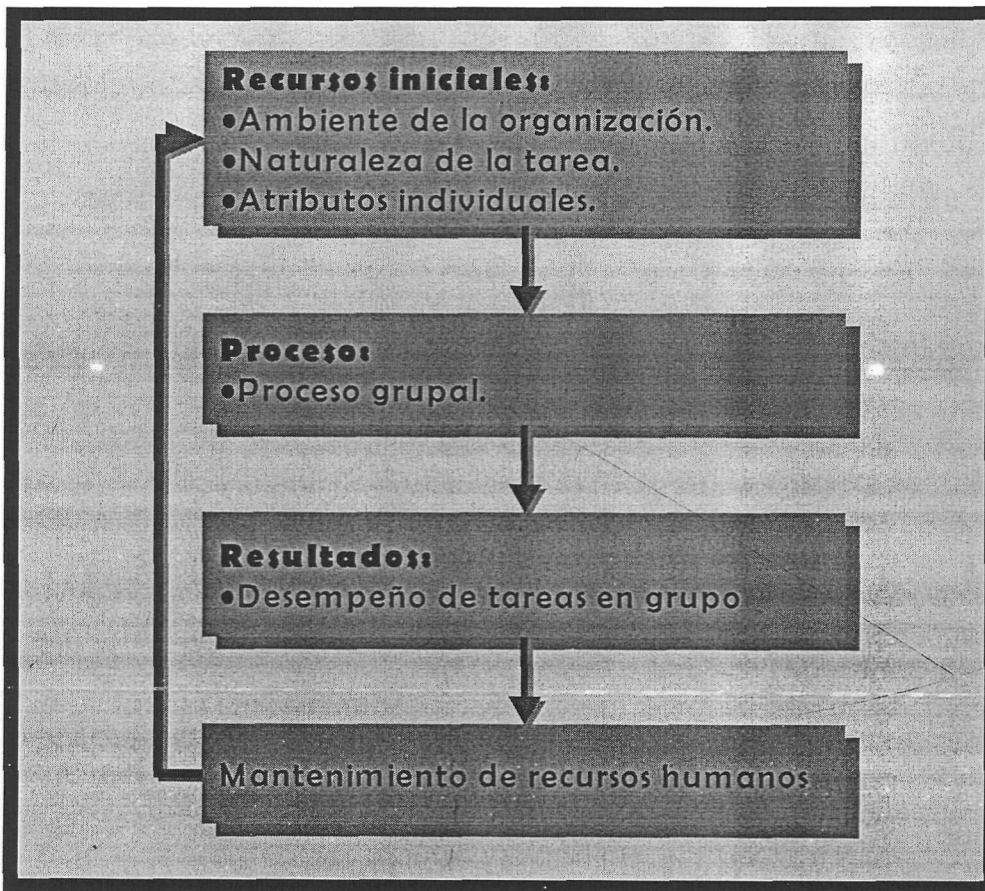 Recursos iniciales:
•Ambiente de la organización.
•Naturaleza de la tarea.
•Atributos individuales.
Proceso:
•Proceso grupal.
Resultados:
•Desempeño de tareas en grupo
Mantenimiento de recursos humanos